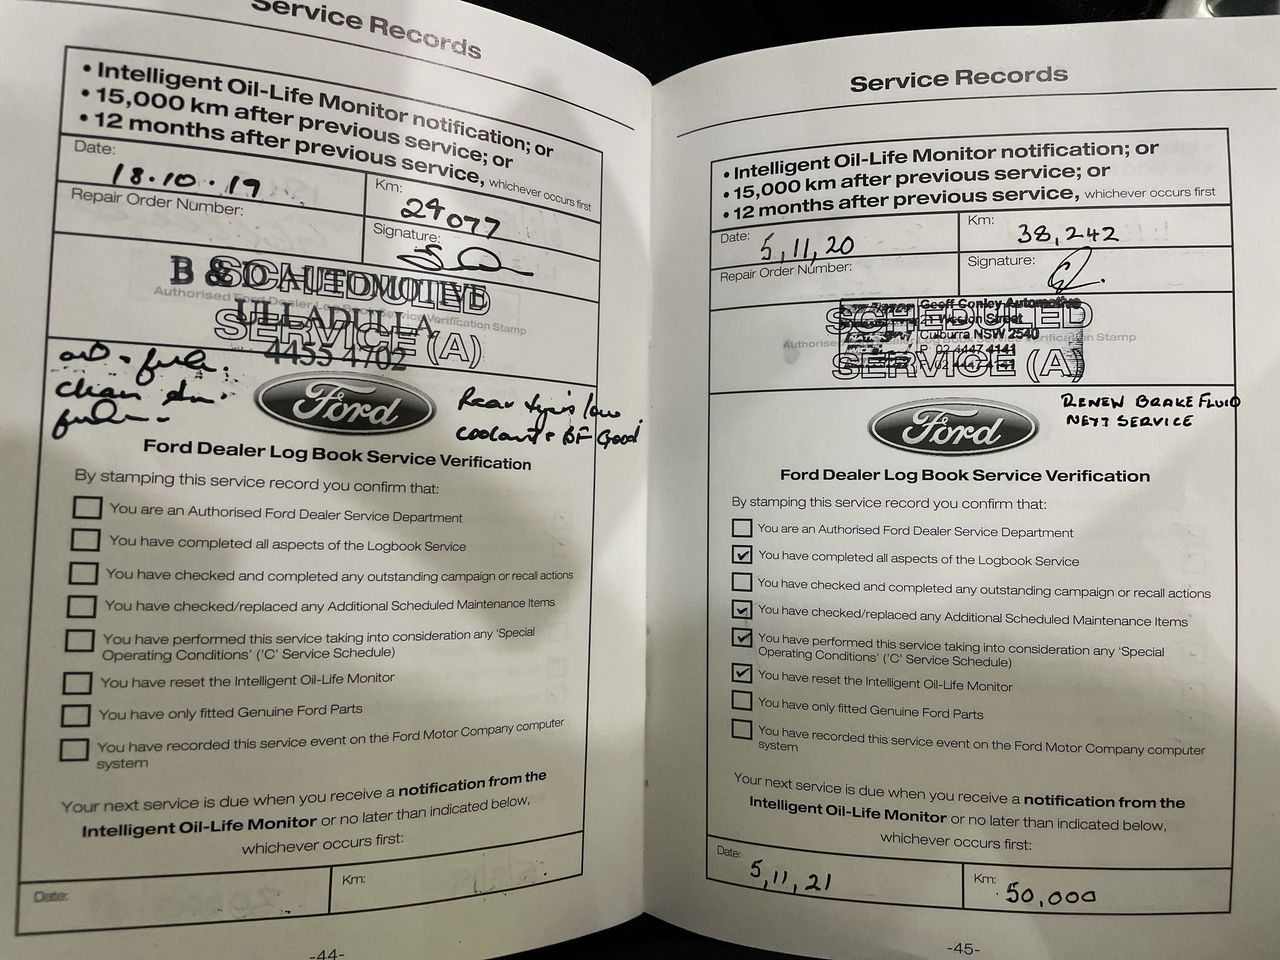 Service Records
• Intelligent Oil-Life Monitor notification; or
• 15,000 km after previous service; or
• 12 months after previous service, whichever occurs first
Date:
18.10.19
Km:
24077
Repair Order Number:
Signature:
B & D AUTOMOTIVE
SCHEDULED
Authorised Ford Dealer Log Book Service Verification Stamp
ULLADULLA
SERVICE (A)
4455 4702
Rear tyres low
coolant & BF Good
Ford
Ford Dealer Log Book Service Verification
By stamping this service record you confirm that:
You are an Authorised Ford Dealer Service Department
You have completed all aspects of the Logbook Service
You have checked and completed any outstanding campaign or recall actions
You have checked/replaced any Additional Scheduled Maintenance Items
You have performed this service taking into consideration any 'Special
Operating Conditions' ('C' Service Schedule)
You have reset the Intelligent Oil-Life Monitor
You have only fitted Genuine Ford Parts
You have recorded this service event on the Ford Motor Company computer
system
Your next service is due when you receive a notification from the
Intelligent Oil-Life Monitor or no later than indicated below,
whichever occurs first:
Date:
Km:
-44-
Service Records
• Intelligent Oil-Life Monitor notification; or
• 15,000 km after previous service; or
• 12 months after previous service, whichever occurs first
Date: 5,11,20
Km: 38,242
Repair Order Number:
Signature:
Geoff Conley Automotive
SCHEDULED
Weston Street
Culburra NSW 2540
P 02 4447 4141
SERVICE (A)
RENEW BRAKE FLUID
NEXT SERVICE
Ford
Ford Dealer Log Book Service Verification
By stamping this service record you confirm that:
You are an Authorised Ford Dealer Service Department
You have completed all aspects of the Logbook Service
You have checked and completed any outstanding campaign or recall actions
You have checked/replaced any Additional Scheduled Maintenance Items
You have performed this service taking into consideration any 'Special
Operating Conditions' ('C' Service Schedule)
You have reset the Intelligent Oil-Life Monitor
You have only fitted Genuine Ford Parts
You have recorded this service event on the Ford Motor Company computer
system
Your next service is due when you receive a notification from the
Intelligent Oil-Life Monitor or no later than indicated below,
whichever occurs first:
Date: 5,11,21
Km: 50,000
-45-